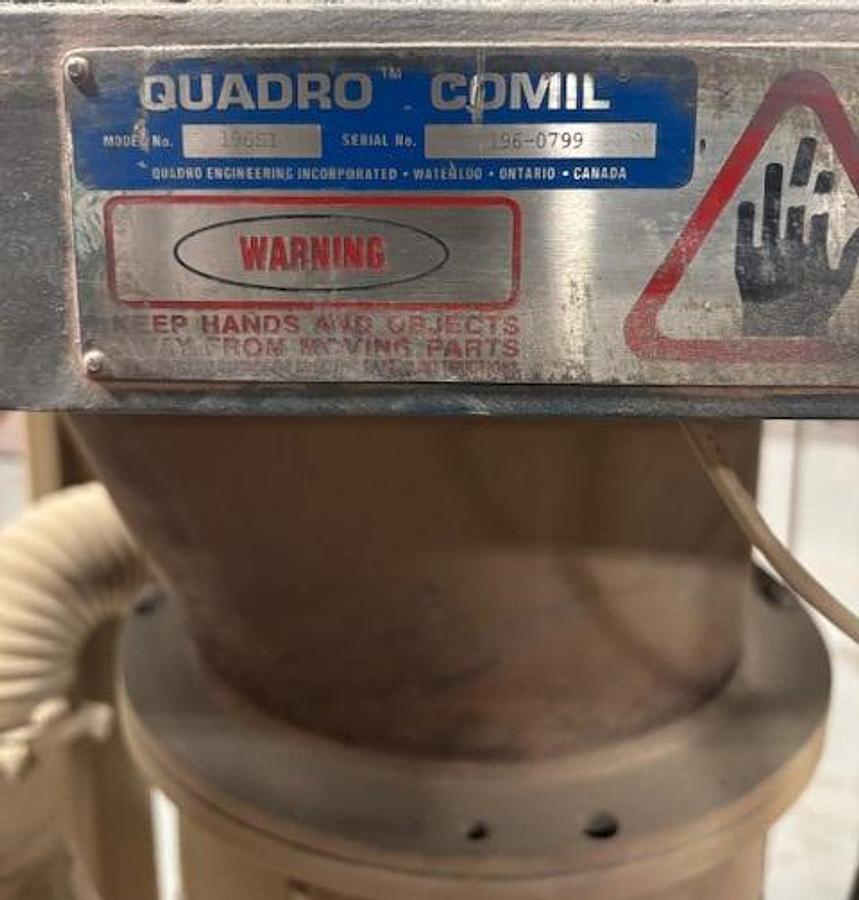 QUADRO™ COMIL
MODEL No. 196S1 SERIAL No. 196-0799
QUADRO ENGINEERING INCORPORATED • WATERLOO • ONTARIO • CANADA
WARNING
KEEP HANDS AND OBJECTS
AWAY FROM MOVING PARTS